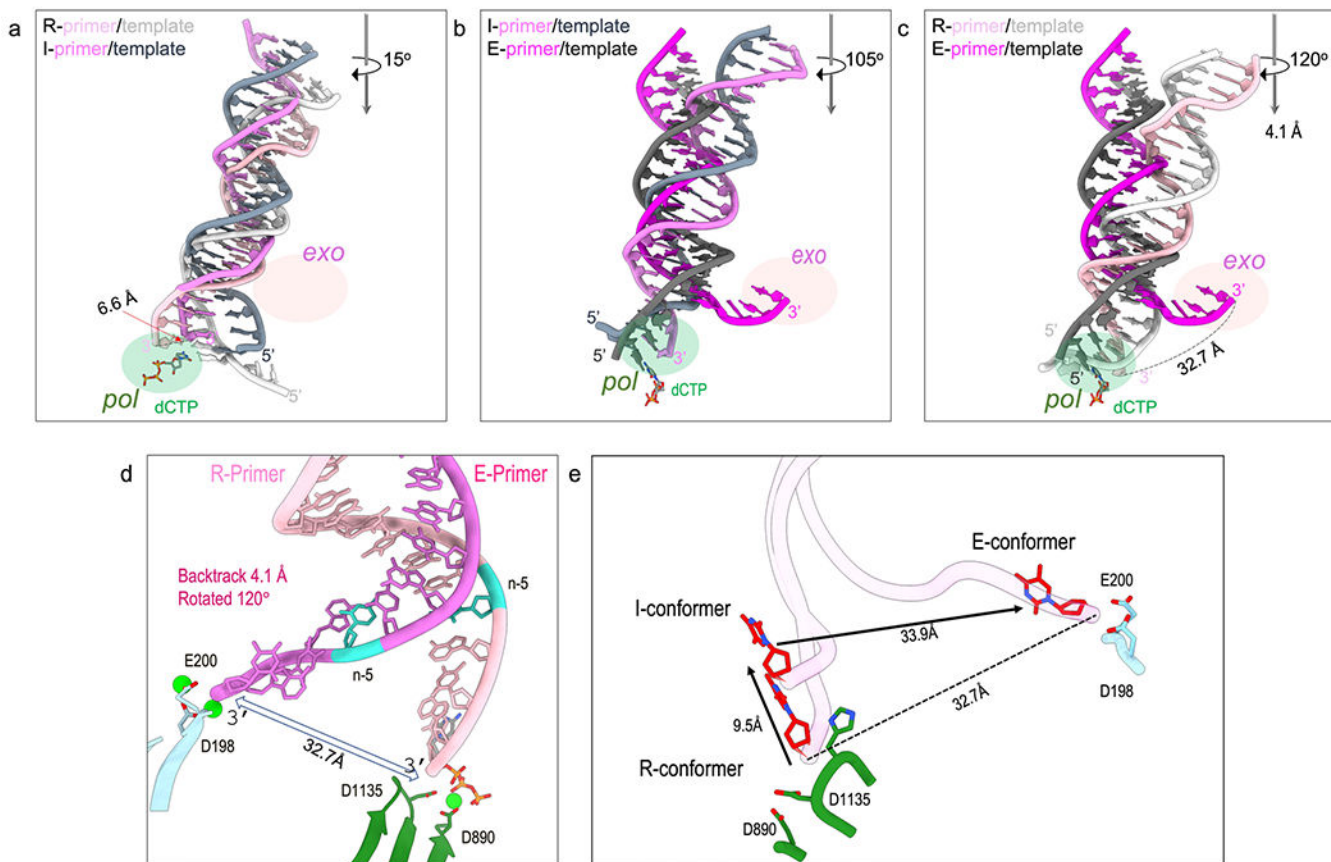 a
R-primer/template
I-primer/template
15º
6.6 Å
exo
3'
5'
5'
pol
dCTP
b
I-primer/template
E-primer/template
105º
exo
3'
5'
5'
3'
pol
dCTP
c
R-primer/template
E-primer/template
120º
4.1 Å
exo
3'
5'
5'
3'
32.7 Å
pol
dCTP
d
R-Primer
E-Primer
Backtrack 4.1 Å
Rotated 120º
n-5
n-5
E200
3'
D198
32.7Å
3'
D1135
D890
e
E-conformer
E200
I-conformer
33.9Å
D198
32.7Å
9.5Å
R-conformer
D1135
D890